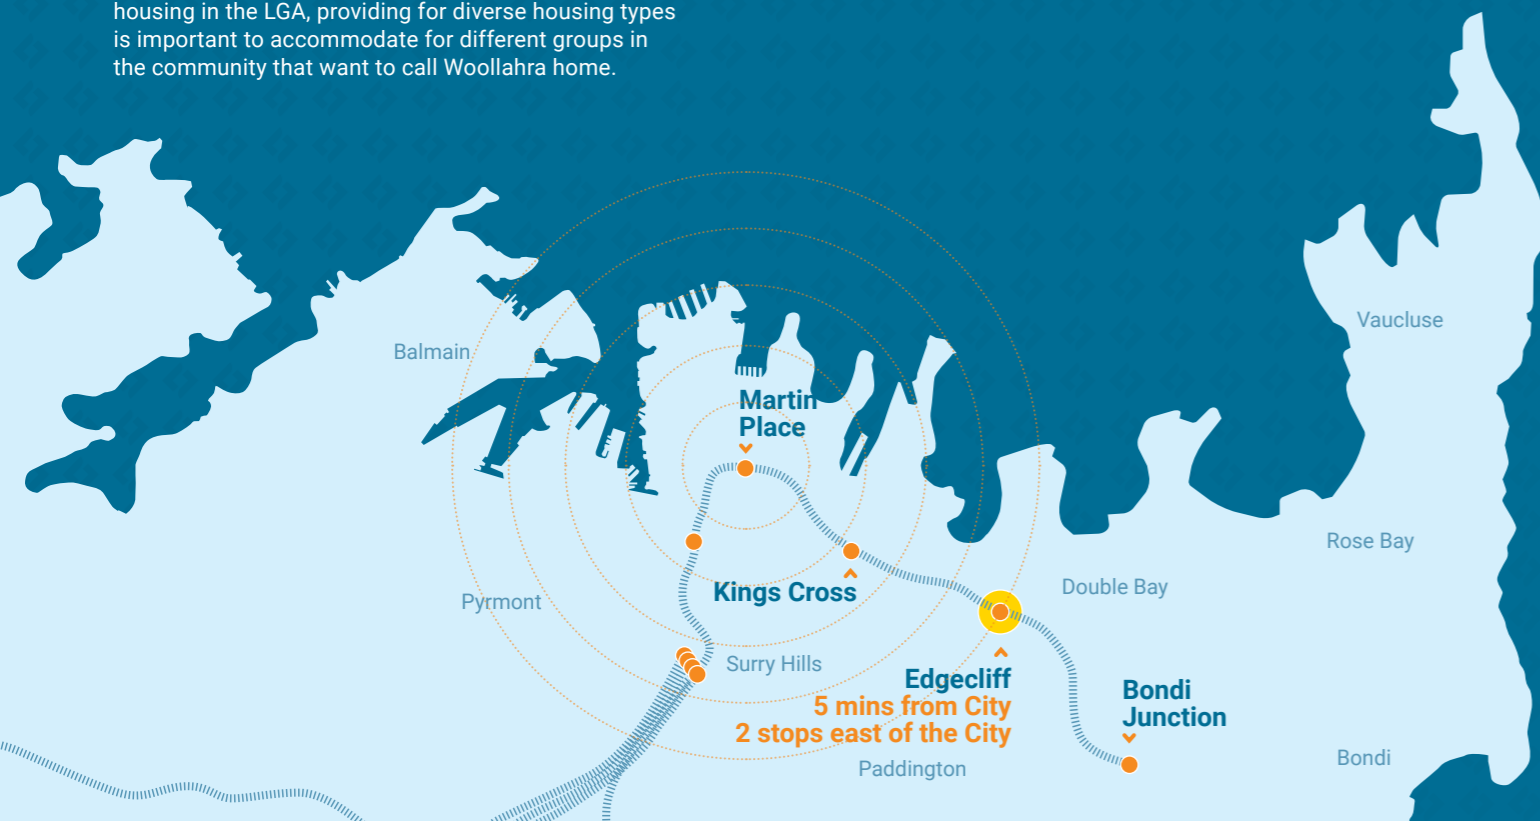 housing in the LGA, providing for diverse housing types
is important to accommodate for different groups in
the community that want to call Woollahra home.
Vaucluse
Balmain
Martin
Place
Rose Bay
Double Bay
Kings Cross
Pyrmont
Surry Hills
Edgecliff
5 mins from City
2 stops east of the City
Bondi
Junction
Bondi
Paddington